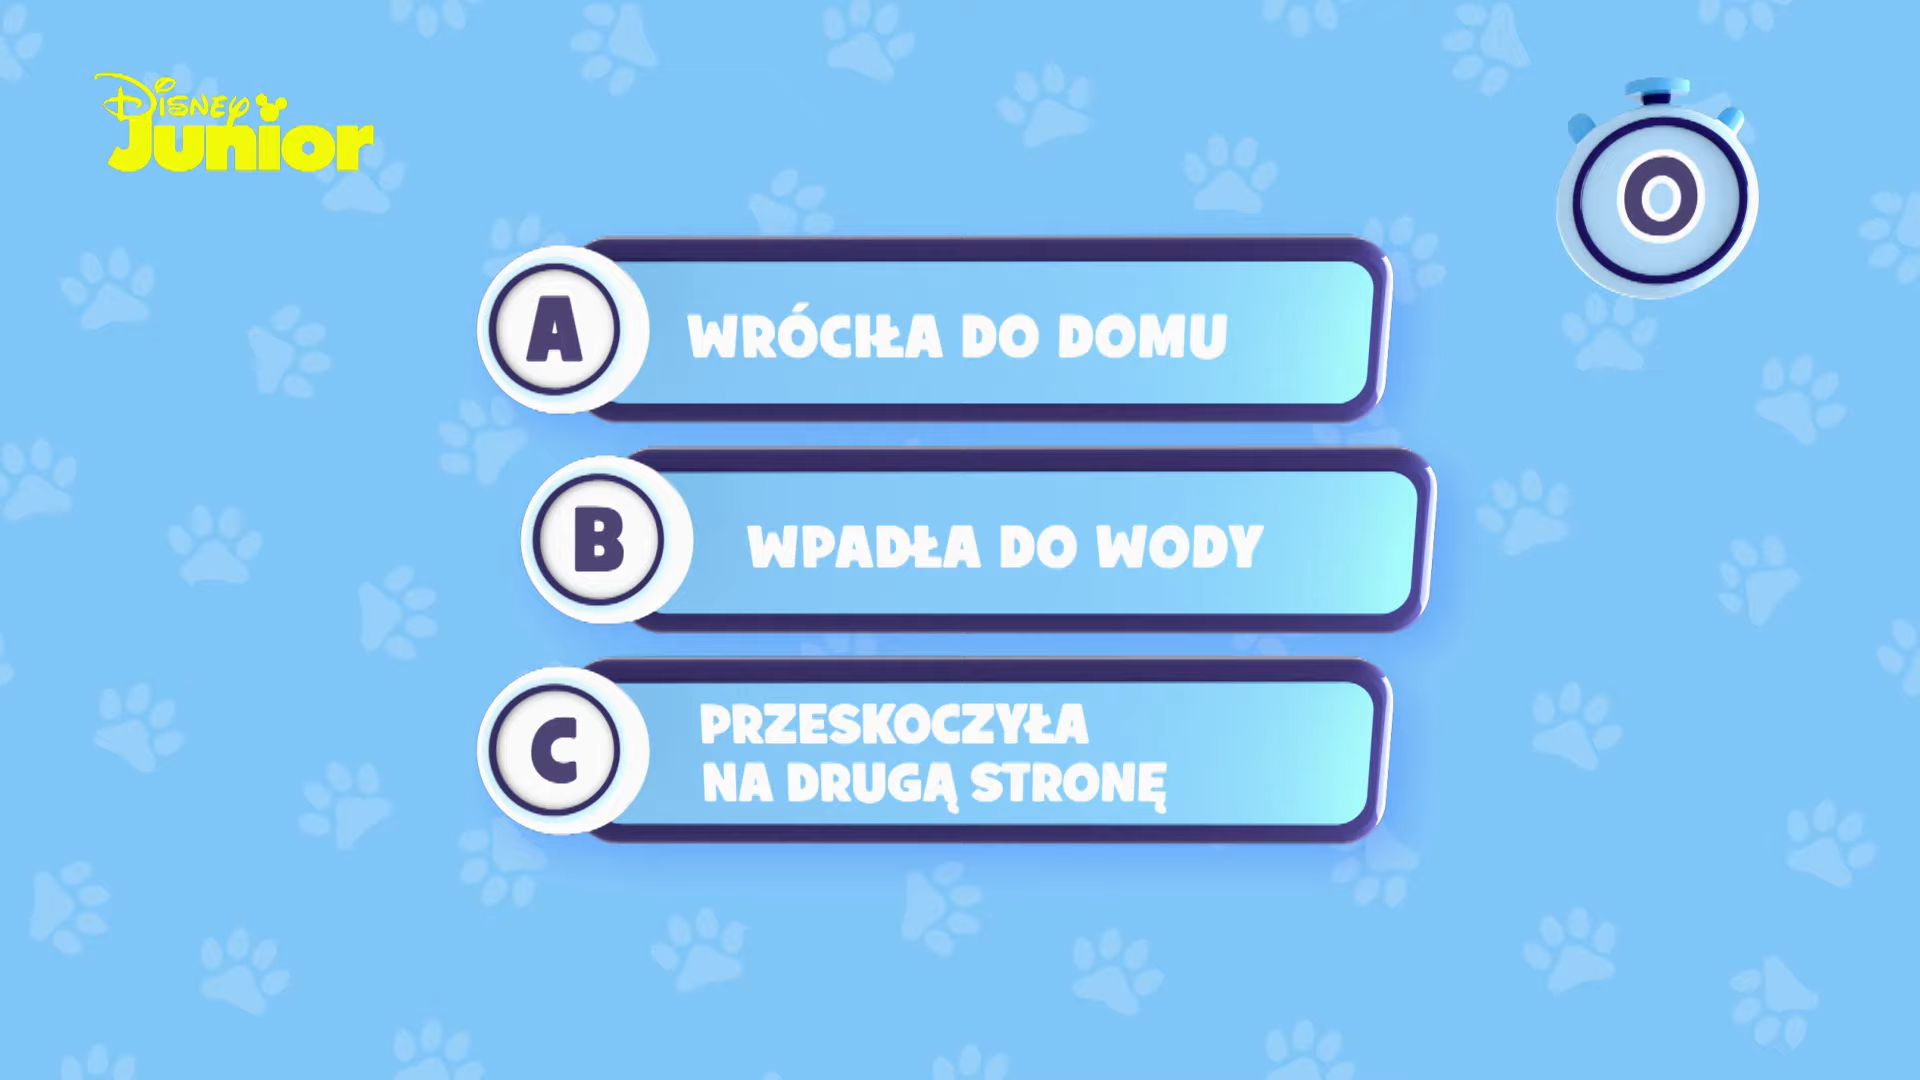 Disney
Junior
O
A
WRÓCIŁA DO DOMU
B
WPADŁA DO WODY
C
PRZESKOCZYŁA
NA DRUGĄ STRONĘ